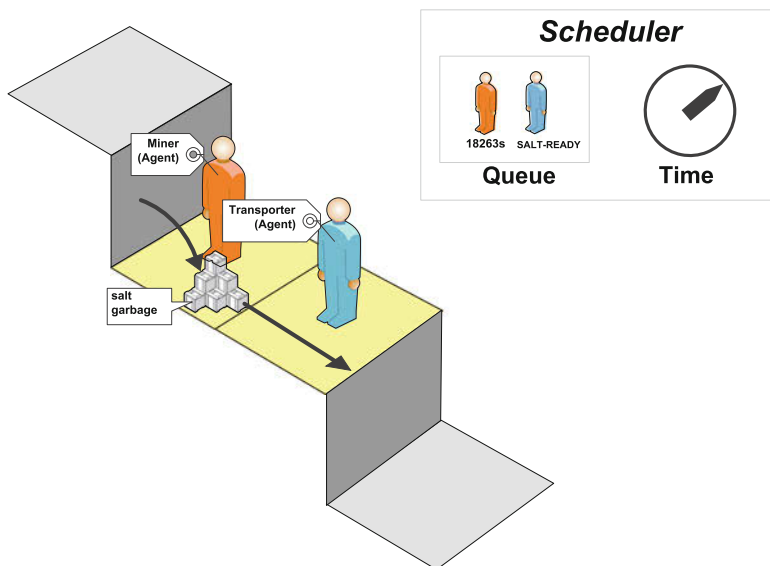 Scheduler
18263s
SALT-READY
Queue
Time
Miner
(Agent)
Transporter
(Agent)
salt
garbage